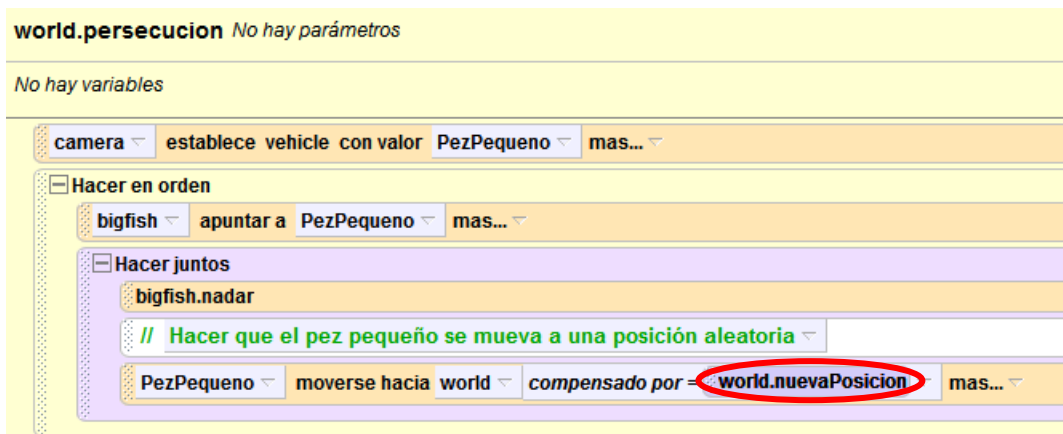 world.persecucion No hay parámetros
No hay variables
camera establece vehicle con valor PezPequeno mas...
Hacer en orden
bigfish apuntar a PezPequeno mas...
Hacer juntos
bigfish.nadar
// Hacer que el pez pequeño se mueva a una posición aleatoria
PezPequeno moverse hacia world compensado por = world.nuevaPosicion mas...